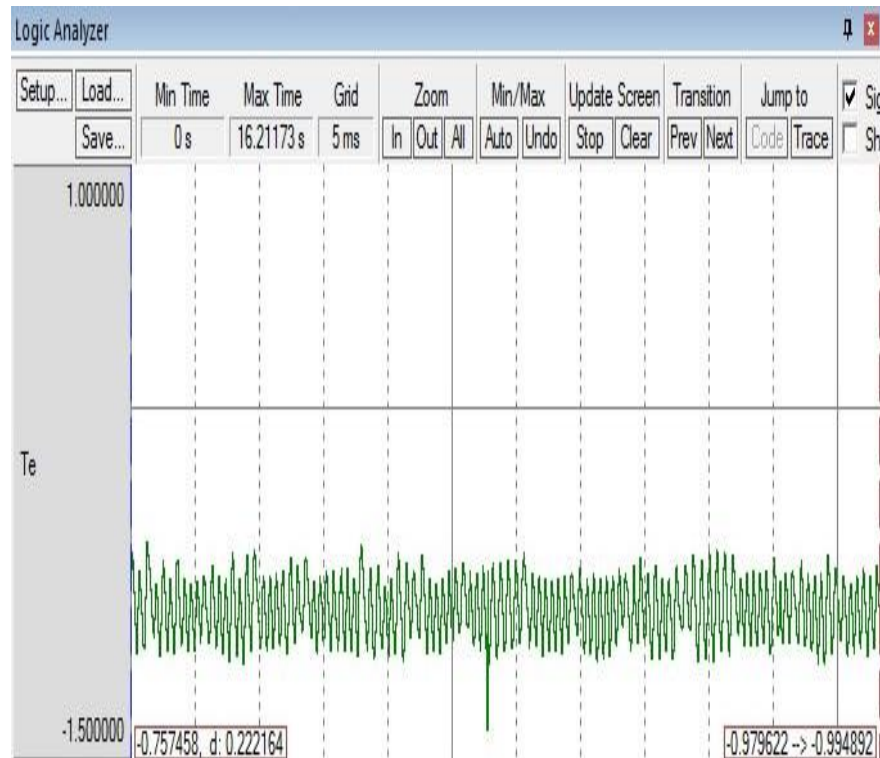 Logic Analyzer
Setup... Load... Min Time Max Time Grid Zoom Min/Max Update Screen Transition Jump to Sig
Save... 0 s 16.21173 s 5 ms In Out All Auto Undo Stop Clear Prev Next Code Trace Sh
1.000000
Te
-1.500000
-0.757458, d: 0.222164 -0.979622 --> -0.994892